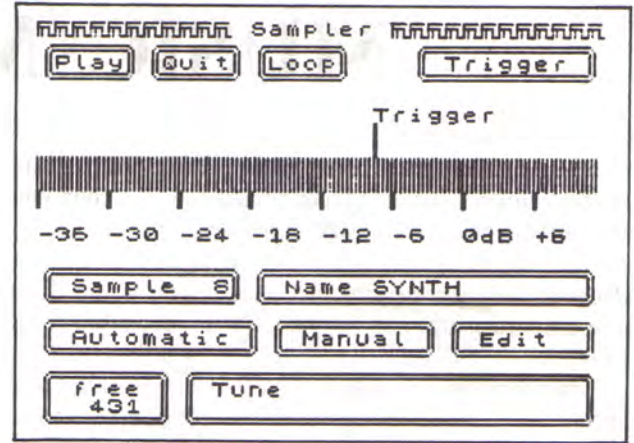 Sampler
Play Quit Loop Trigger
Trigger
-36 -30 -24 -18 -12 -6 0dB +6
Sample 8 Name SYNTH
Automatic Manual Edit
free Tune
431